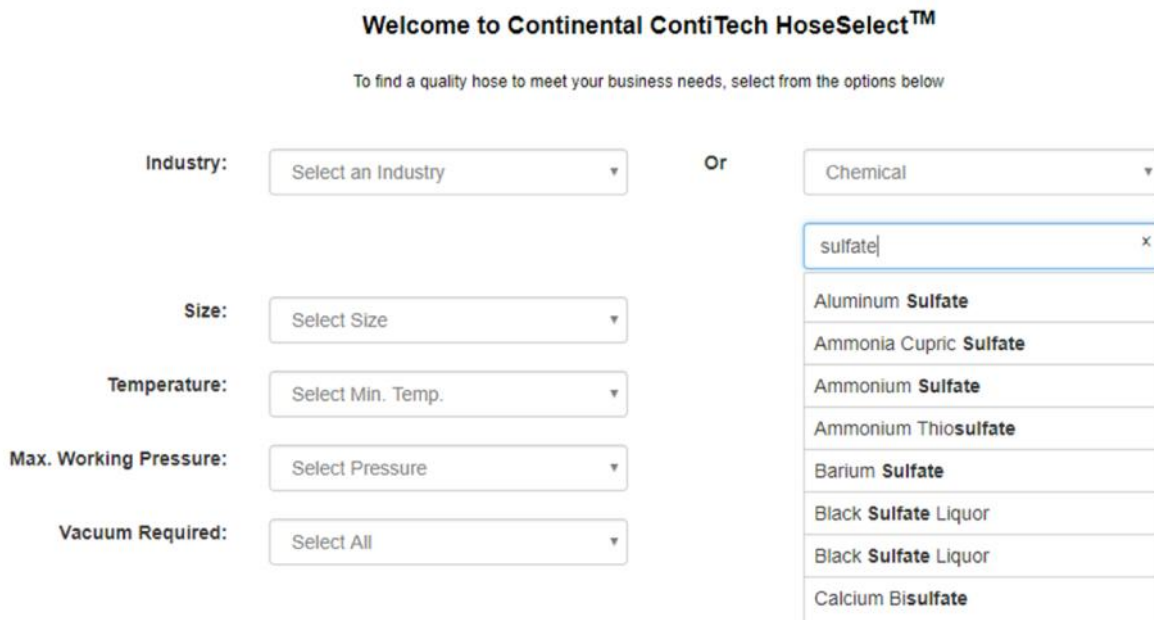 Welcome to Continental ContiTech HoseSelect™
To find a quality hose to meet your business needs, select from the options below
Industry:
Select an Industry
Or
Chemical
sulfate
x
Size:
Select Size
Temperature:
Select Min. Temp.
Max. Working Pressure:
Select Pressure
Vacuum Required:
Select All
Aluminum Sulfate
Ammonia Cupric Sulfate
Ammonium Sulfate
Ammonium Thiosulfate
Barium Sulfate
Black Sulfate Liquor
Black Sulfate Liquor
Calcium Bisulfate